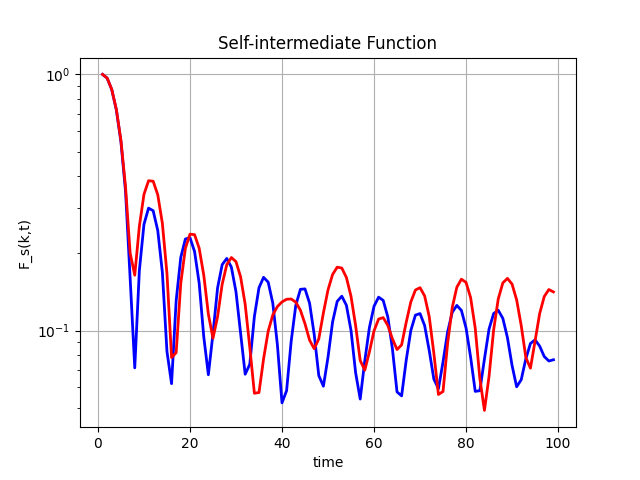 Self-intermediate Function
F_s(k,t)
10⁰
10⁻¹
0 20 40 60 80 100
time